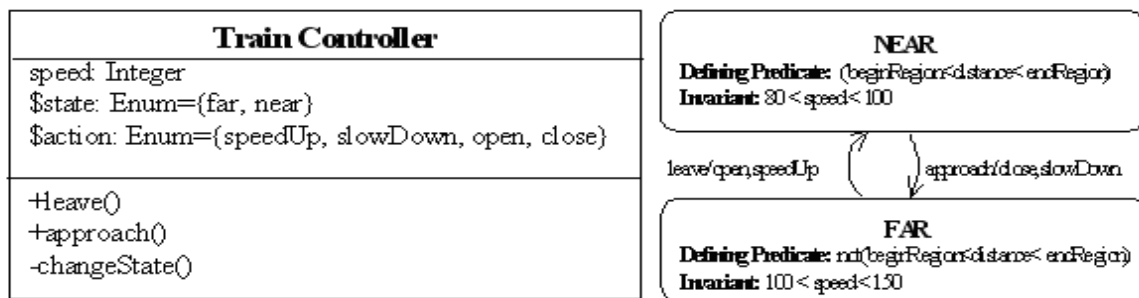 Train Controller
speed: Integer
$state: Enum={far, near}
$action: Enum={speedUp, slowDown, open, close}
+leave()
+approach()
-changeState()
NEAR
Defining Predicate: (beginRegion<distance< endRegion)
Invariant: 80 < speed< 100
leave/open,speedUp
approach/close,slowDown
FAR
Defining Predicate: not(beginRegion<distance< endRegion)
Invariant: 100 < speed<150